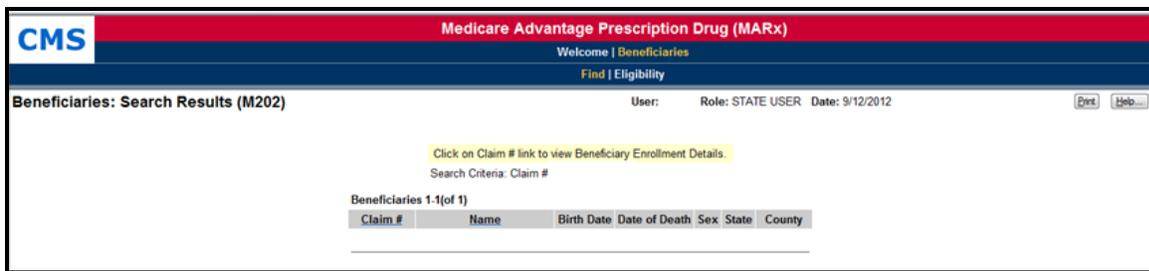 CMS
Medicare Advantage Prescription Drug (MARx)
Welcome | Beneficiaries
Find | Eligibility
Beneficiaries: Search Results (M202) User: Role: STATE USER Date: 9/12/2012 Print Help...
Click on Claim # link to view Beneficiary Enrollment Details.
Search Criteria: Claim #
Beneficiaries 1-1(of 1)
Claim # Name Birth Date Date of Death Sex State County